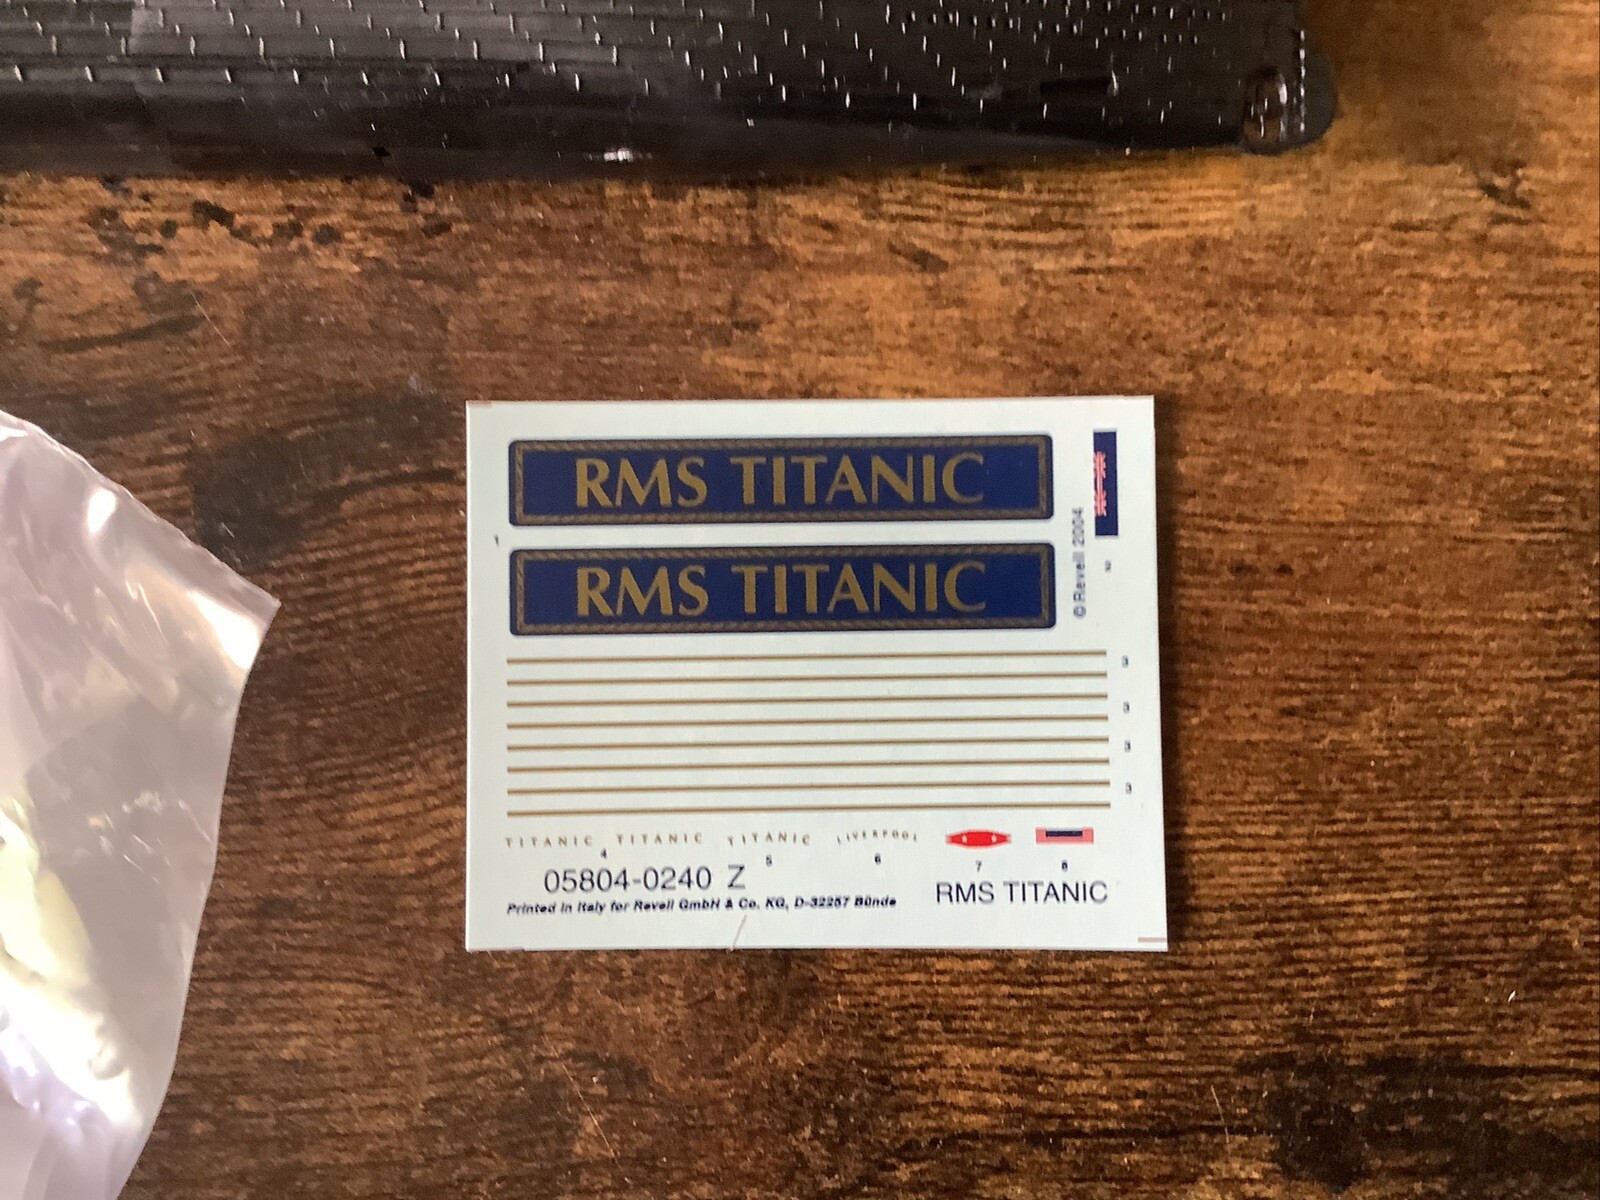 RMS TITANIC
1
RMS TITANIC
© Revell 2004
2
3
3
3
3
TITANIC TITANIC TITANIC LIVERPOOL
4 5 6 7 8
05804-0240 Z
RMS TITANIC
Printed in Italy for Revell GmbH & Co. KG, D-32257 Bünde